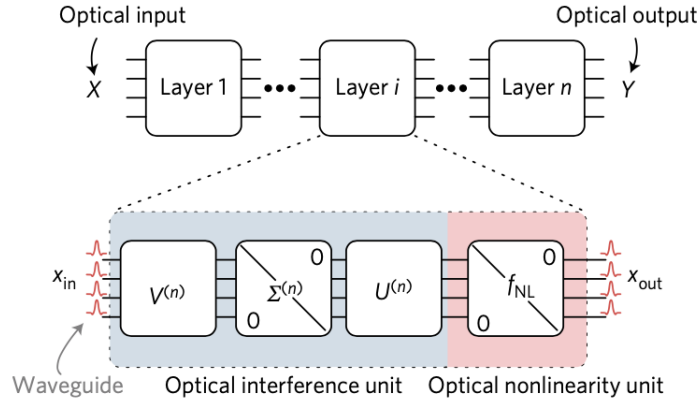 Optical input
Optical output
X
Layer 1
Layer i
Layer n
Y
x_in
V^(n)
Σ^(n)
0
0
U^(n)
f_NL
0
0
x_out
Waveguide
Optical interference unit
Optical nonlinearity unit